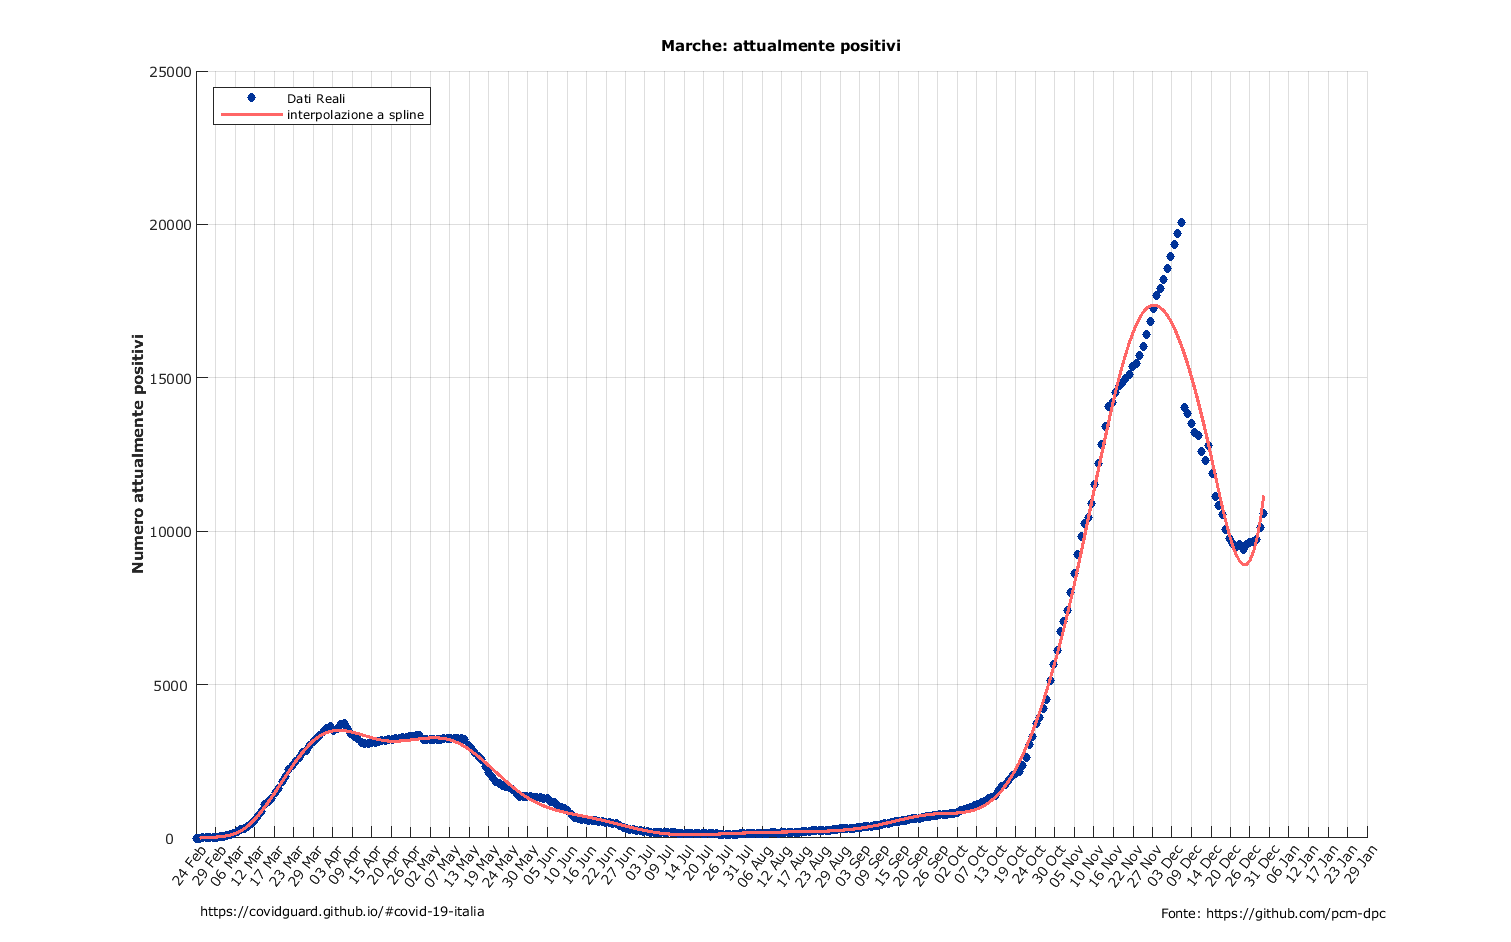 Marche: attualmente positivi
Dati Reali
interpolazione a spline
Numero attualmente positivi
25000
20000
15000
10000
5000
0
24 Feb
29 Feb
06 Mar
12 Mar
17 Mar
23 Mar
29 Mar
03 Apr
09 Apr
15 Apr
20 Apr
26 Apr
02 May
07 May
13 May
19 May
24 May
30 May
05 Jun
10 Jun
16 Jun
22 Jun
27 Jun
03 Jul
09 Jul
14 Jul
20 Jul
26 Jul
31 Jul
06 Aug
12 Aug
17 Aug
23 Aug
29 Aug
03 Sep
09 Sep
15 Sep
20 Sep
26 Sep
02 Oct
07 Oct
13 Oct
19 Oct
24 Oct
30 Oct
05 Nov
10 Nov
16 Nov
22 Nov
27 Nov
03 Dec
09 Dec
14 Dec
20 Dec
26 Dec
31 Dec
06 Jan
12 Jan
17 Jan
23 Jan
29 Jan
https://covidguard.github.io/#covid-19-italia
Fonte: https://github.com/pcm-dpc